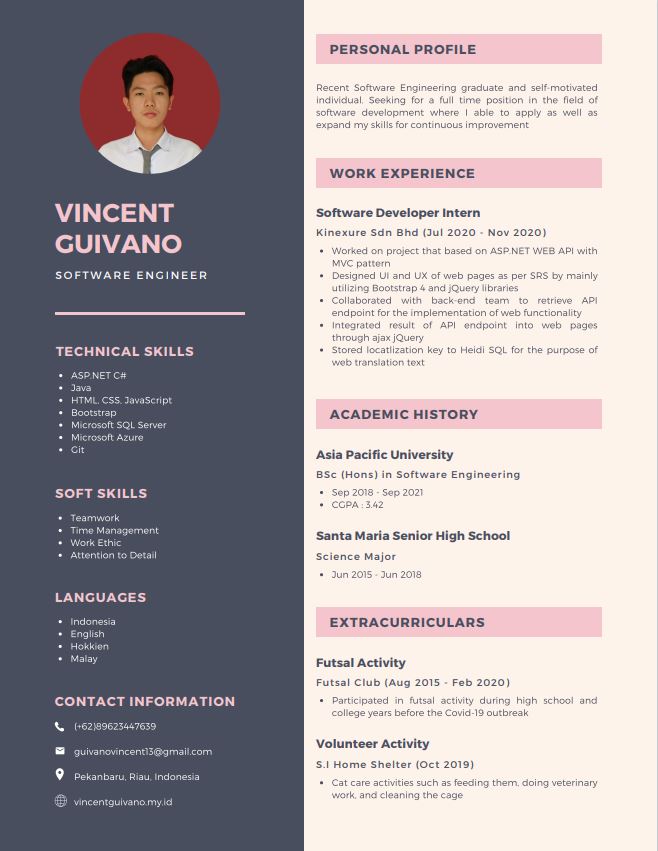 VINCENT
GUIVANO
SOFTWARE ENGINEER
TECHNICAL SKILLS
• ASP.NET C#
• Java
• HTML, CSS, JavaScript
• Bootstrap
• Microsoft SQL Server
• Microsoft Azure
• Git
SOFT SKILLS
• Teamwork
• Time Management
• Work Ethic
• Attention to Detail
LANGUAGES
• Indonesia
• English
• Hokkien
• Malay
CONTACT INFORMATION
(+62)89623447639
guivanovincent13@gmail.com
Pekanbaru, Riau, Indonesia
vincentguivano.my.id
PERSONAL PROFILE
Recent Software Engineering graduate and self-motivated
individual. Seeking for a full time position in the field of
software development where I able to apply as well as
expand my skills for continuous improvement
WORK EXPERIENCE
Software Developer Intern
Kinexure Sdn Bhd (Jul 2020 - Nov 2020)
• Worked on project that based on ASP.NET WEB API with
MVC pattern
• Designed UI and UX of web pages as per SRS by mainly
utilizing Bootstrap 4 and jQuery libraries
• Collaborated with back-end team to retrieve API
endpoint for the implementation of web functionality
• Integrated result of API endpoint into web pages
through ajax jQuery
• Stored locatlization key to Heidi SQL for the purpose of
web translation text
ACADEMIC HISTORY
Asia Pacific University
BSc (Hons) in Software Engineering
• Sep 2018 - Sep 2021
• CGPA : 3.42
Santa Maria Senior High School
Science Major
• Jun 2015 - Jun 2018
EXTRACURRICULARS
Futsal Activity
Futsal Club (Aug 2015 - Feb 2020)
• Participated in futsal activity during high school and
college years before the Covid-19 outbreak
Volunteer Activity
S.I Home Shelter (Oct 2019)
• Cat care activities such as feeding them, doing veterinary
work, and cleaning the cage